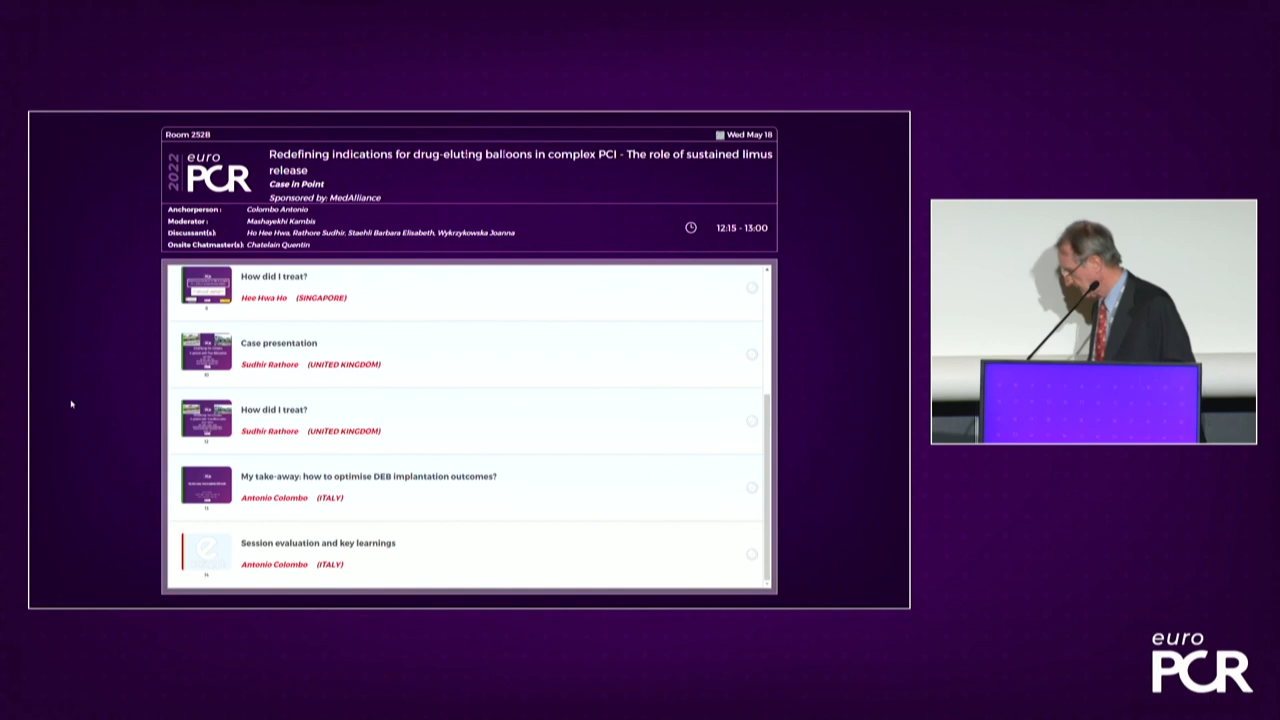 Room 252B
Wed May 18
2022
euro
PCR
Redefining indications for drug-eluting balloons in complex PCI - The role of sustained limus
release
Case in Point
Sponsored by: MedAlliance
Anchorperson : Colombo Antonio
Moderator : Mashayekhi Kambis
Discussant(s): Ho Hee Hwa, Rathore Sudhir, Staehli Barbara Elisabeth, Wykrzykowska Joanna
Onsite Chatmaster(s): Chatelain Quentin
12:15 - 13:00
How did I treat?
Hee Hwa Ho (SINGAPORE)
Case presentation
Sudhir Rathore (UNITED KINGDOM)
How did I treat?
Sudhir Rathore (UNITED KINGDOM)
My take-away: how to optimise DEB implantation outcomes?
Antonio Colombo (ITALY)
Session evaluation and key learnings
Antonio Colombo (ITALY)
euro
PCR